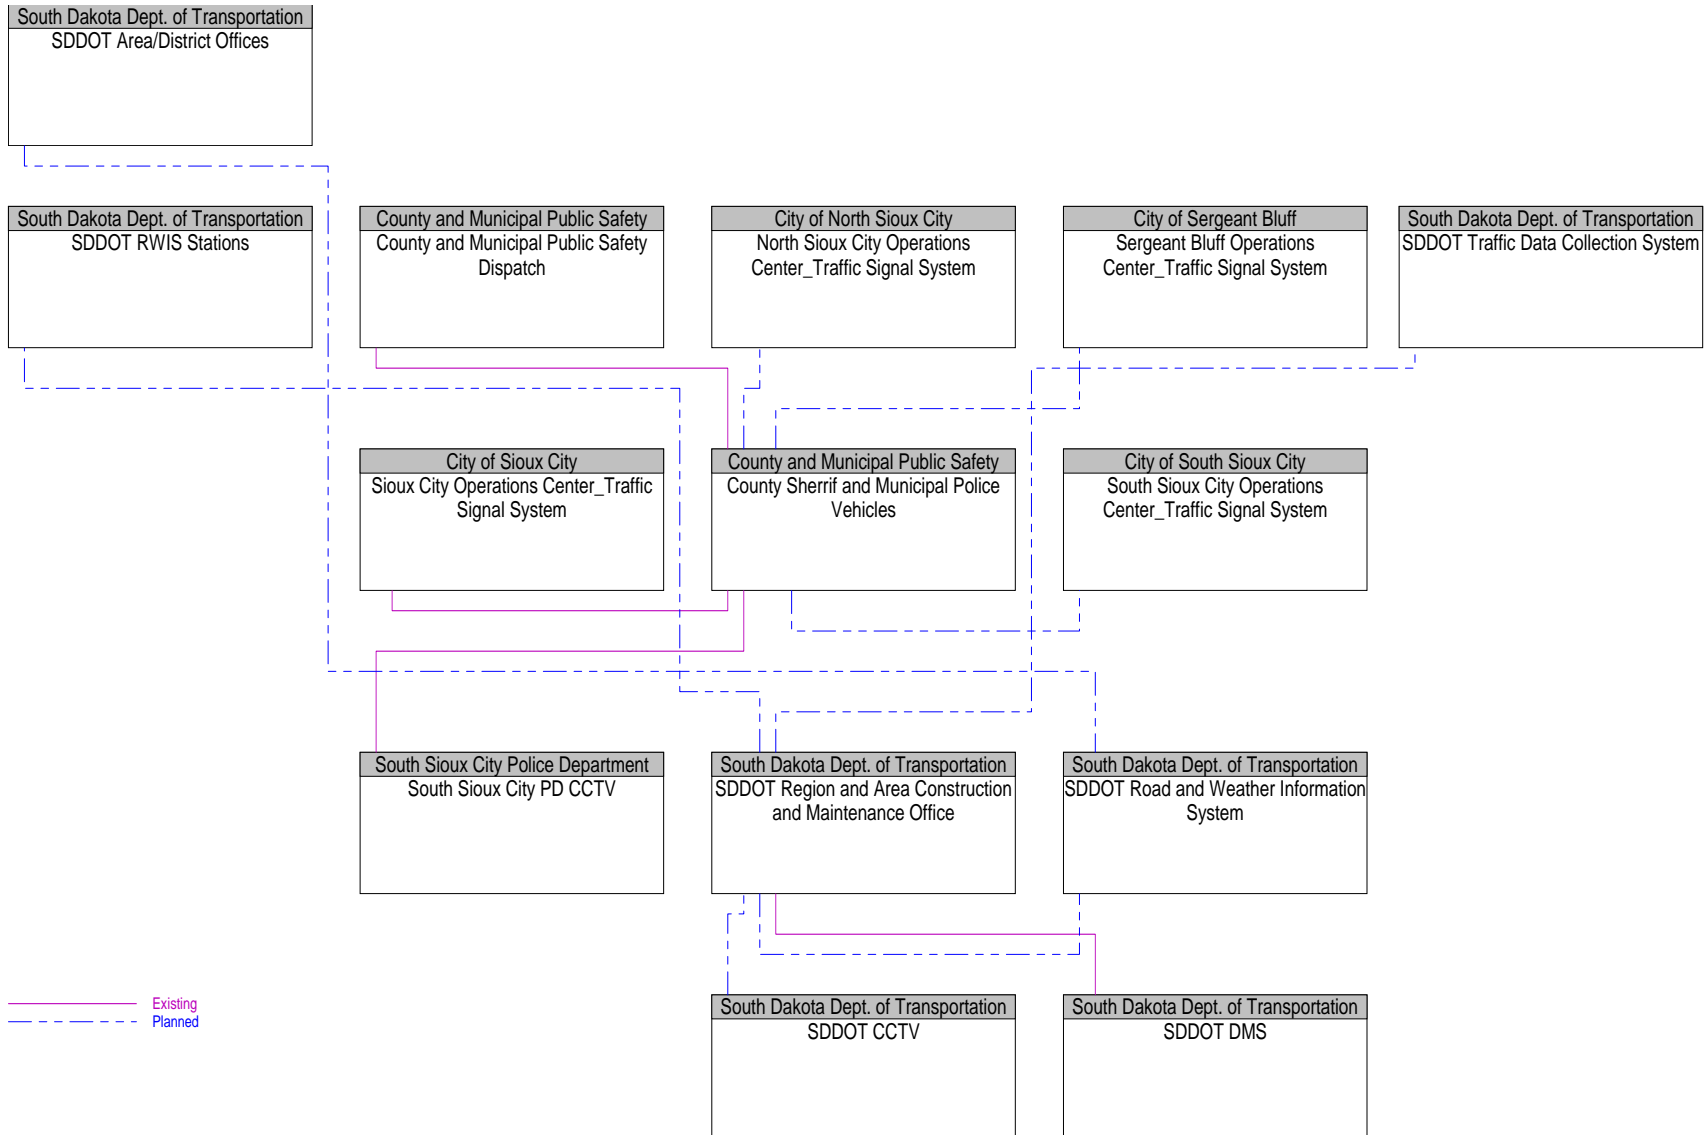 South Dakota Dept. of Transportation
SDDOT Area/District Offices
South Dakota Dept. of Transportation
SDDOT RWIS Stations
County and Municipal Public Safety
County and Municipal Public Safety
Dispatch
City of North Sioux City
North Sioux City Operations
Center_Traffic Signal System
City of Sergeant Bluff
Sergeant Bluff Operations
Center_Traffic Signal System
South Dakota Dept. of Transportation
SDDOT Traffic Data Collection System
City of Sioux City
Sioux City Operations Center_Traffic
Signal System
County and Municipal Public Safety
County Sherrif and Municipal Police
Vehicles
City of South Sioux City
South Sioux City Operations
Center_Traffic Signal System
South Sioux City Police Department
South Sioux City PD CCTV
South Dakota Dept. of Transportation
SDDOT Region and Area Construction
and Maintenance Office
South Dakota Dept. of Transportation
SDDOT Road and Weather Information
System
Existing
Planned
South Dakota Dept. of Transportation
SDDOT CCTV
South Dakota Dept. of Transportation
SDDOT DMS